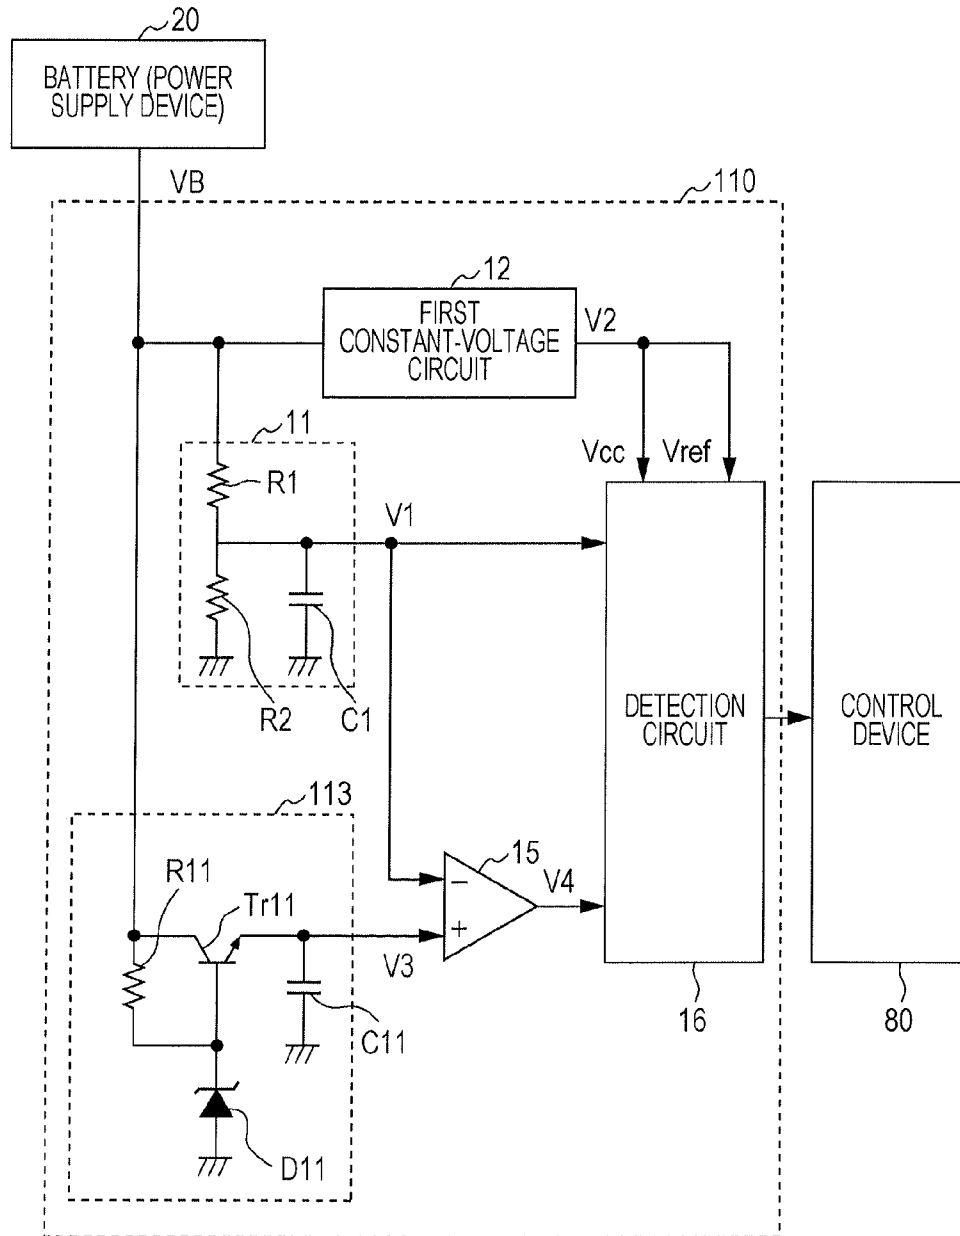 20
BATTERY (POWER
SUPPLY DEVICE)
VB
110
12
FIRST
CONSTANT-VOLTAGE
CIRCUIT
V2
11
Vcc
Vref
R1
V1
R2
C1
DETECTION
CIRCUIT
CONTROL
DEVICE
113
R11
Tr11
15
−
+
V4
V3
C11
16
80
D11